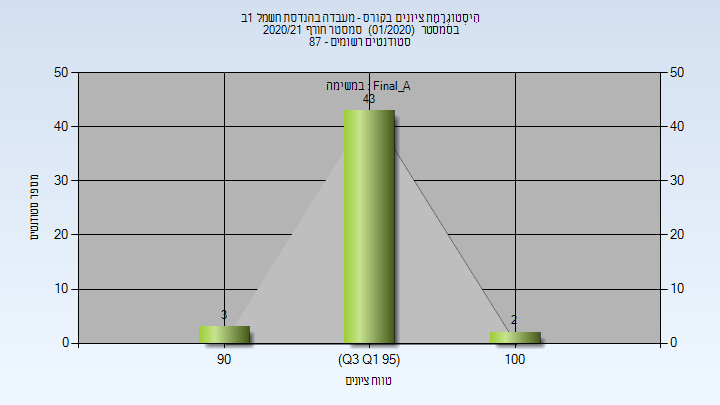 היסטוגרמת ציונים בקורס - מעבדה בהנדסת חשמל 1ב
בסמסטר (01/2020) סמסטר חורף 2020/21
סטודנטים רשומים - 87
במשימה : Final_A
43
3
2
50
40
30
20
10
0
50
40
30
20
10
0
מספר סטודנטים
90
(Q3 Q1 95)
100
טווח ציונים